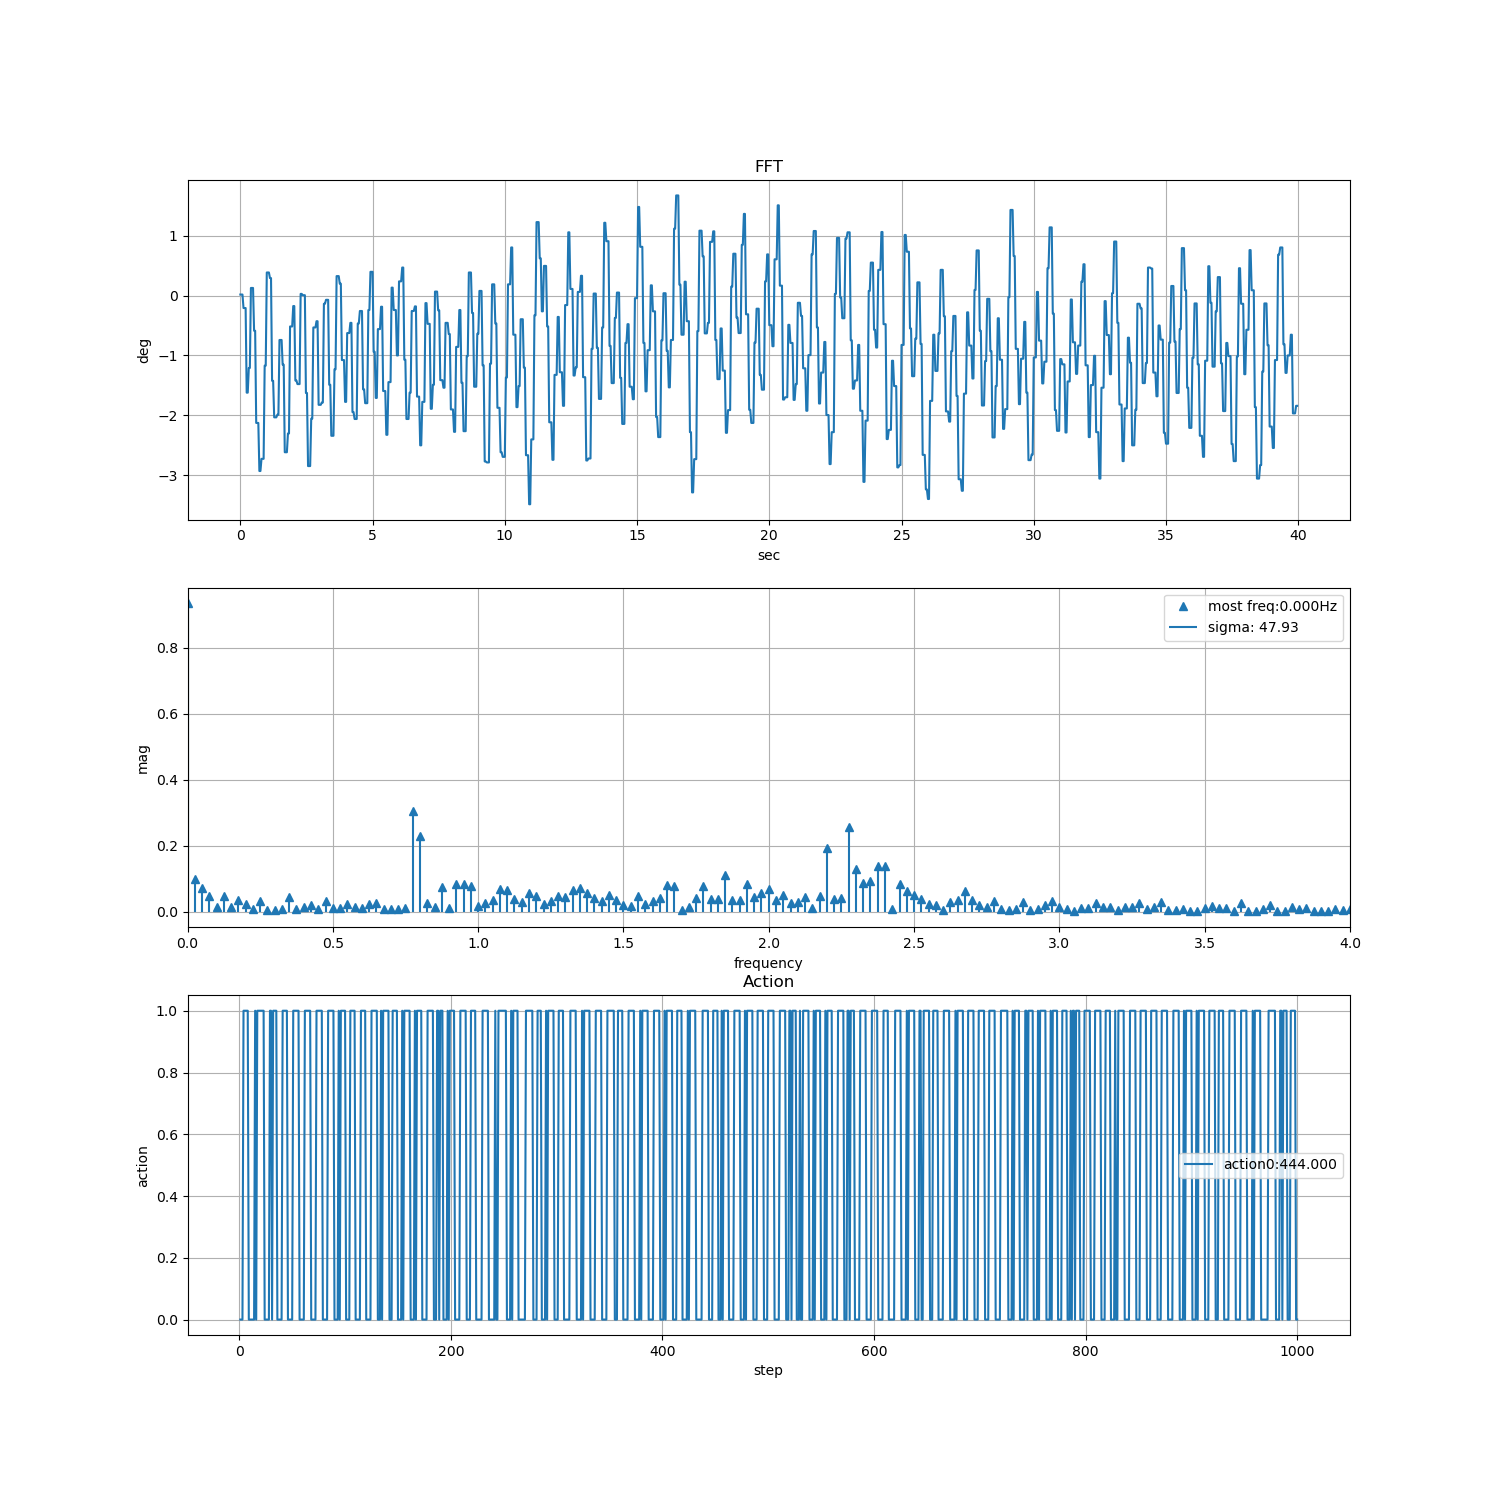 FFT
1
0
−1
−2
−3
deg
0 5 10 15 20 25 30 35 40
sec
most freq:0.000Hz
sigma: 47.93
0.8
0.6
0.4
0.2
0.0
mag
0.0 0.5 1.0 1.5 2.0 2.5 3.0 3.5 4.0
frequency
Action
1.0
0.8
0.6
0.4
0.2
0.0
action
action0:444.000
0 200 400 600 800 1000
step